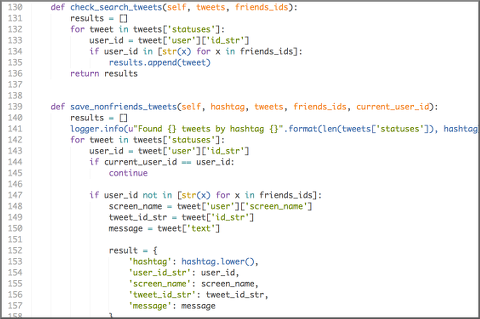 130 def check_search_tweets(self, tweets, friends_ids):
131 results = []
132 for tweet in tweets['statuses']:
133 user_id = tweet['user']['id_str']
134 if user_id in [str(x) for x in friends_ids]:
135 results.append(tweet)
136 return results
137
138
139 def save_nonfriends_tweets(self, hashtag, tweets, friends_ids, current_user_id):
140 results = []
141 logger.info(u"Found {} tweets by hashtag {}".format(len(tweets['statuses']), hashtag
142 for tweet in tweets['statuses']:
143 user_id = tweet['user']['id_str']
144 if current_user_id == user_id:
145 continue
146
147 if user_id not in [str(x) for x in friends_ids]:
148 screen_name = tweet['user']['screen_name']
149 tweet_id_str = tweet['id_str']
150 message = tweet['text']
151
152 result = {
153 'hashtag': hashtag.lower(),
154 'user_id_str': user_id,
155 'screen_name': screen_name,
156 'tweet_id_str': tweet_id_str,
157 'message': message